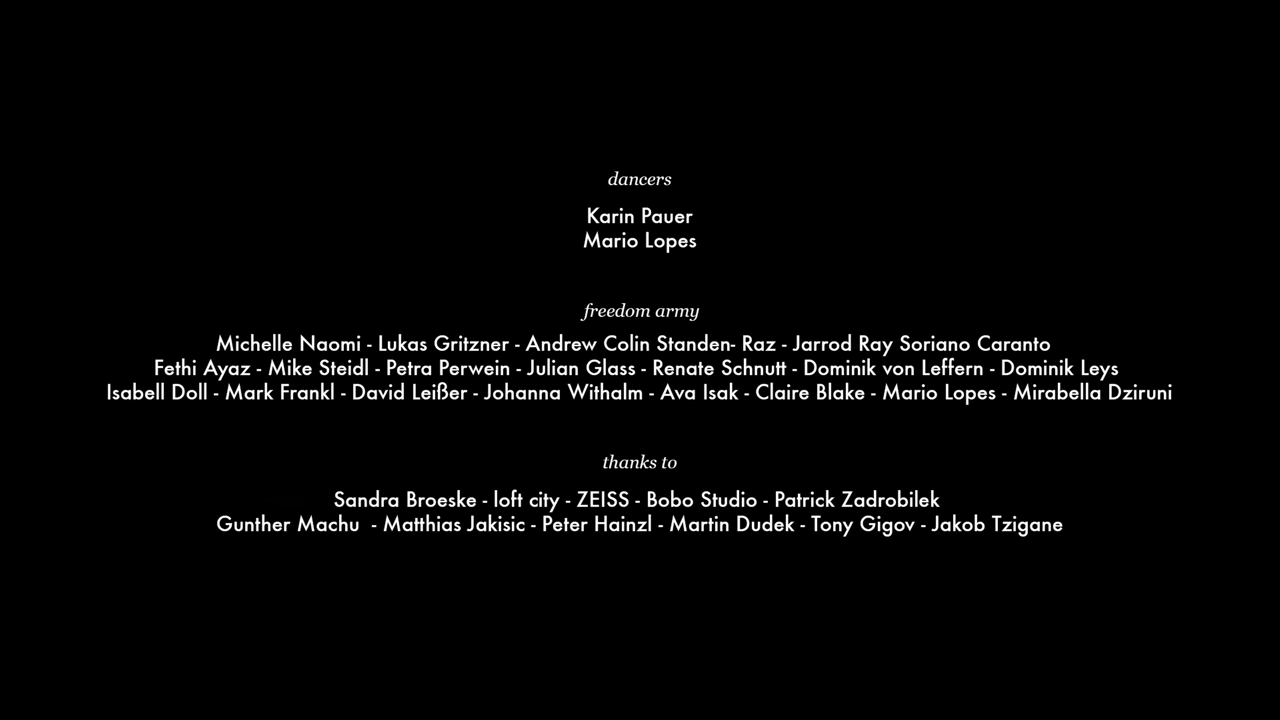 dancers
Karin Pauer
Mario Lopes
freedom army
Michelle Naomi - Lukas Gritzner - Andrew Colin Standen- Raz - Jarrod Ray Soriano Caranto
Fethi Ayaz - Mike Steidl - Petra Perwein - Julian Glass - Renate Schnutt - Dominik von Leffern - Dominik Leys
Isabell Doll - Mark Frankl - David Leißer - Johanna Withalm - Ava Isak - Claire Blake - Mario Lopes - Mirabella Dziruni
thanks to
Sandra Broeske - loft city - ZEISS - Bobo Studio - Patrick Zadrobilek
Gunther Machu  - Matthias Jakisic - Peter Hainzl - Martin Dudek - Tony Gigov - Jakob Tzigane